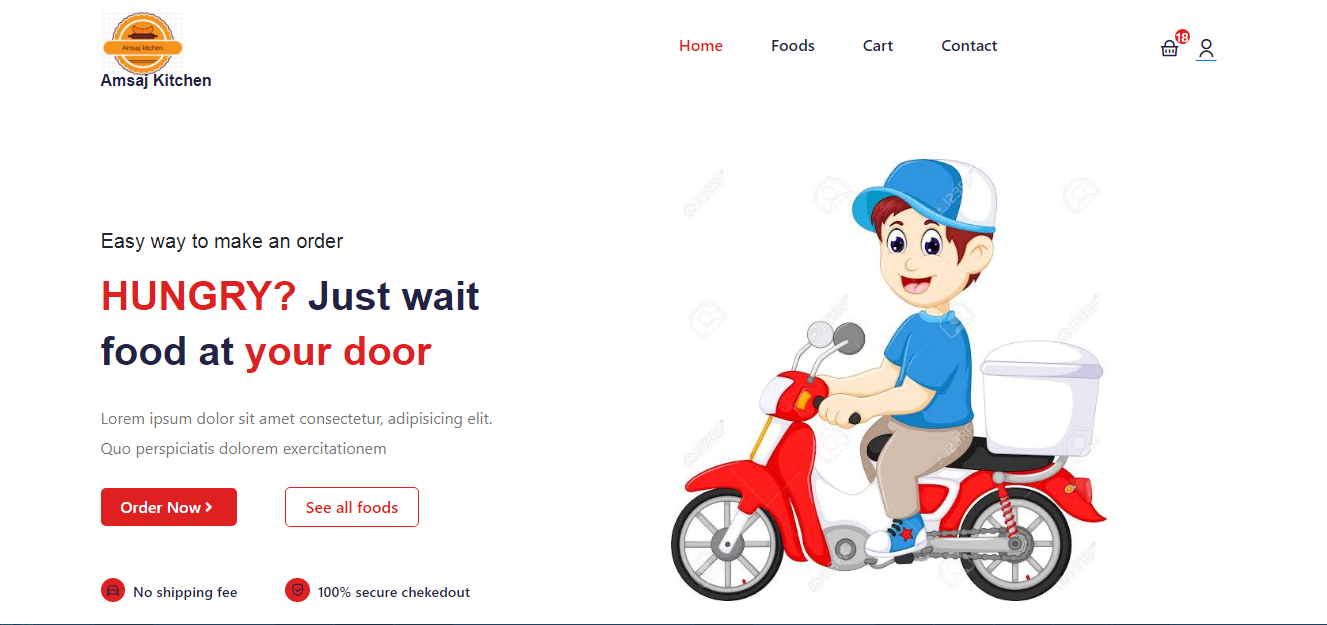 Amsaj kitchen
Amsaj Kitchen
Home Foods Cart Contact
18
Easy way to make an order
HUNGRY? Just wait
food at your door
Lorem ipsum dolor sit amet consectetur, adipisicing elit.
Quo perspiciatis dolorem exercitationem
Order Now
See all foods
No shipping fee
100% secure chekedout